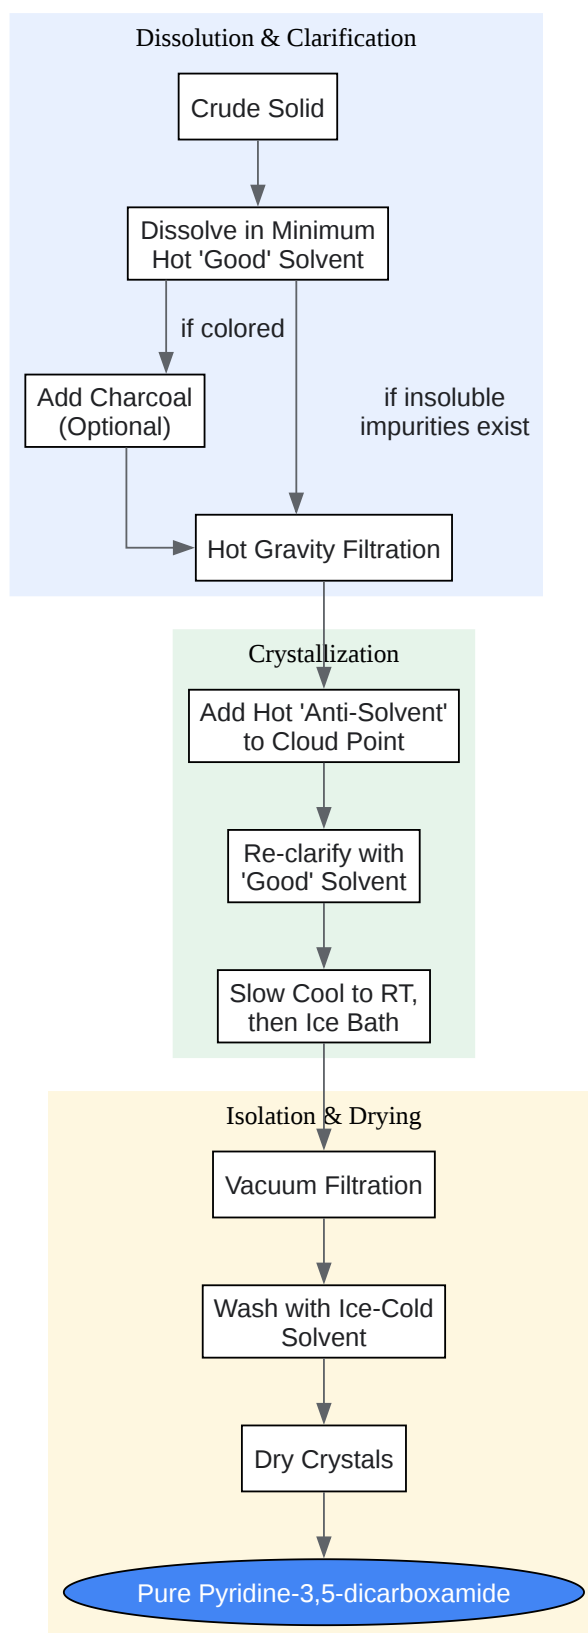 Dissolution & Clarification
Crude Solid
Dissolve in Minimum
Hot 'Good' Solvent
if colored
Add Charcoal
(Optional)
if insoluble
impurities exist
Hot Gravity Filtration
Crystallization
Add Hot 'Anti-Solvent'
to Cloud Point
Re-clarify with
'Good' Solvent
Slow Cool to RT,
then Ice Bath
Isolation & Drying
Vacuum Filtration
Wash with Ice-Cold
Solvent
Dry Crystals
Pure Pyridine-3,5-dicarboxamide